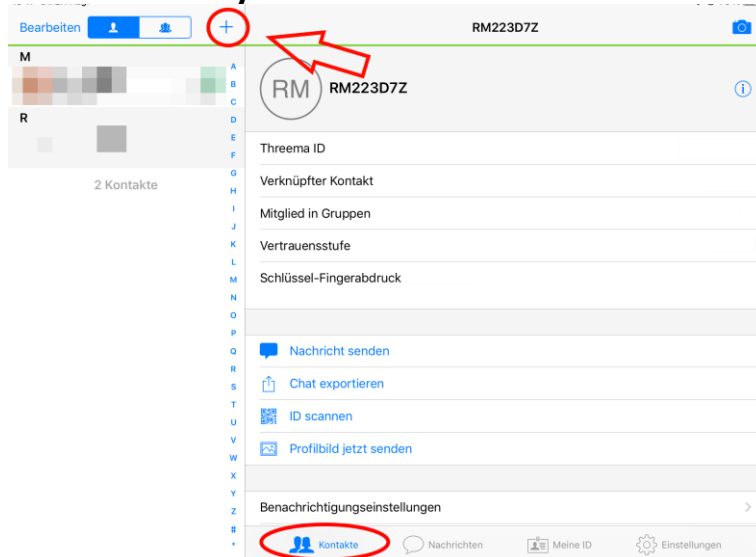 Bearbeiten
RM223D7Z
M
A
B
C
R
D
E
F
G
2 Kontakte
H
I
J
K
L
M
N
O
P
Q
R
S
T
U
V
W
X
Y
Z
#
*
RM
RM223D7Z
Threema ID
Verknüpfter Kontakt
Mitglied in Gruppen
Vertrauensstufe
Schlüssel-Fingerabdruck
Nachricht senden
Chat exportieren
ID scannen
Profilbild jetzt senden
Benachrichtigungseinstellungen
Kontakte Nachrichten Meine ID Einstellungen